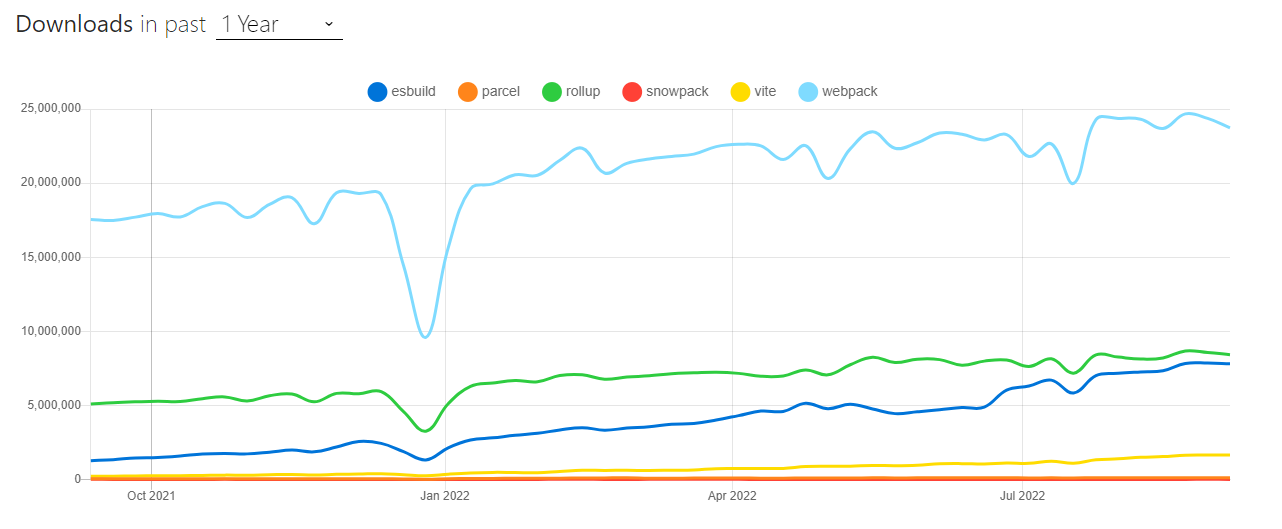 Downloads in past 1 Year
esbuild parcel rollup snowpack vite webpack
25,000,000
20,000,000
15,000,000
10,000,000
5,000,000
0
Oct 2021 Jan 2022 Apr 2022 Jul 2022